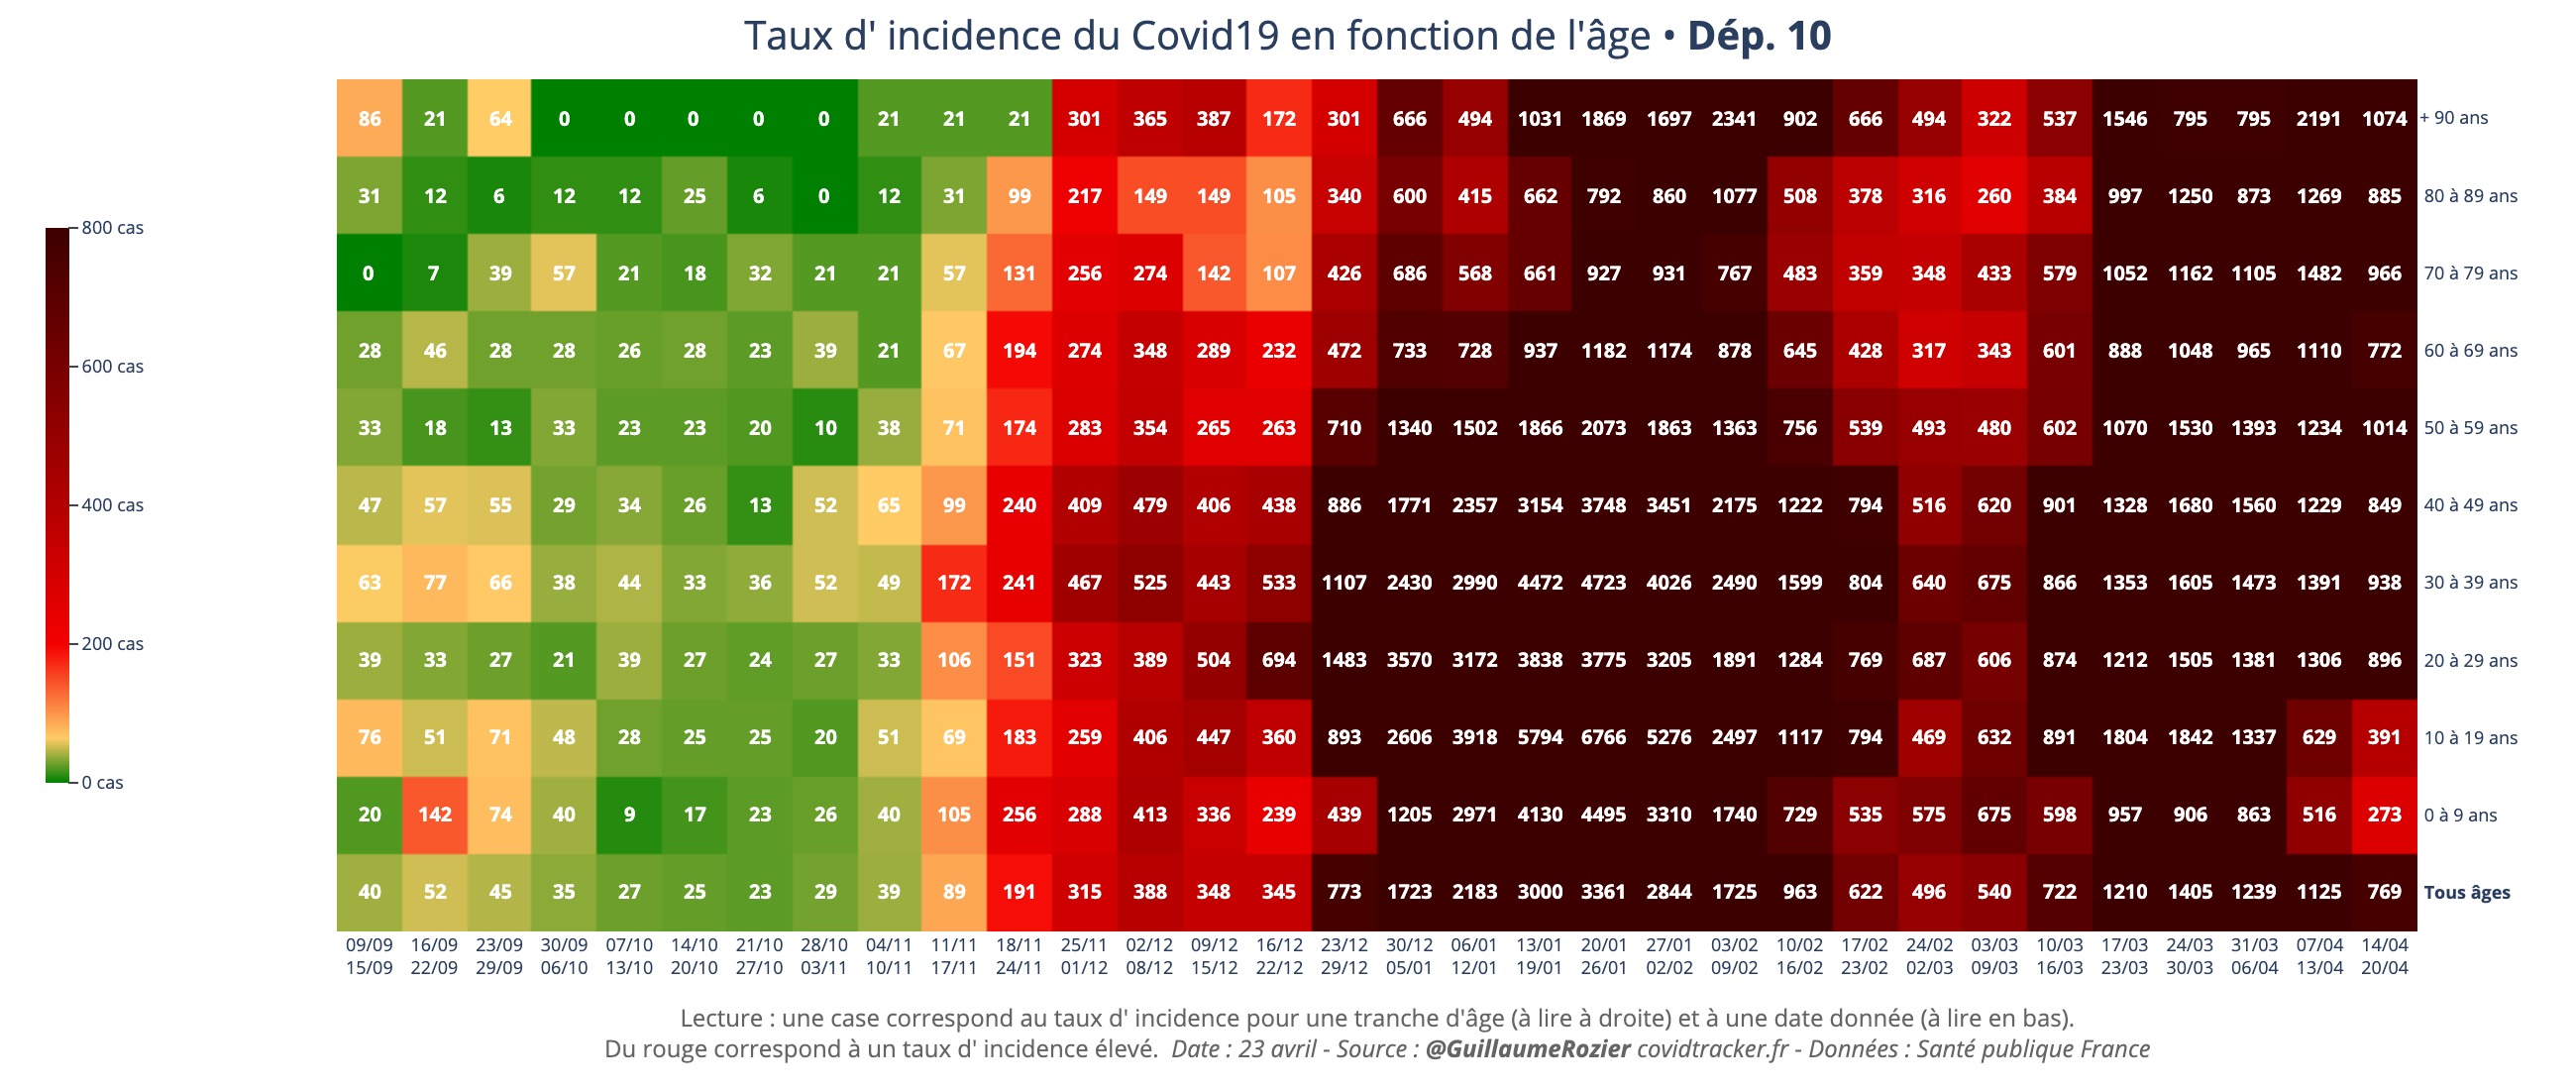 Taux d' incidence du Covid19 en fonction de l'âge • Dép. 10
800 cas
600 cas
400 cas
200 cas
0 cas
86 21 64 0 0 0 0 0 21 21 21 301 365 387 172 301 666 494 1031 1869 1697 2341 902 666 494 322 537 1546 795 795 2191 1074 + 90 ans
31 12 6 12 12 25 6 0 12 31 99 217 149 149 105 340 600 415 662 792 860 1077 508 378 316 260 384 997 1250 873 1269 885 80 à 89 ans
0 7 39 57 21 18 32 21 21 57 131 256 274 142 107 426 686 568 661 927 931 767 483 359 348 433 579 1052 1162 1105 1482 966 70 à 79 ans
28 46 28 28 26 28 23 39 21 67 194 274 348 289 232 472 733 728 937 1182 1174 878 645 428 317 343 601 888 1048 965 1110 772 60 à 69 ans
33 18 13 33 23 23 20 10 38 71 174 283 354 265 263 710 1340 1502 1866 2073 1863 1363 756 539 493 480 602 1070 1530 1393 1234 1014 50 à 59 ans
47 57 55 29 34 26 13 52 65 99 240 409 479 406 438 886 1771 2357 3154 3748 3451 2175 1222 794 516 620 901 1328 1680 1560 1229 849 40 à 49 ans
63 77 66 38 44 33 36 52 49 172 241 467 525 443 533 1107 2430 2990 4472 4723 4026 2490 1599 804 640 675 866 1353 1605 1473 1391 938 30 à 39 ans
39 33 27 21 39 27 24 27 33 106 151 323 389 504 694 1483 3570 3172 3838 3775 3205 1891 1284 769 687 606 874 1212 1505 1381 1306 896 20 à 29 ans
76 51 71 48 28 25 25 20 51 69 183 259 406 447 360 893 2606 3918 5794 6766 5276 2497 1117 794 469 632 891 1804 1842 1337 629 391 10 à 19 ans
20 142 74 40 9 17 23 26 40 105 256 288 413 336 239 439 1205 2971 4130 4495 3310 1740 729 535 575 675 598 957 906 863 516 273 0 à 9 ans
40 52 45 35 27 25 23 29 39 89 191 315 388 348 345 773 1723 2183 3000 3361 2844 1725 963 622 496 540 722 1210 1405 1239 1125 769 Tous âges
09/09 16/09 23/09 30/09 07/10 14/10 21/10 28/10 04/11 11/11 18/11 25/11 02/12 09/12 16/12 23/12 30/12 06/01 13/01 20/01 27/01 03/02 10/02 17/02 24/02 03/03 10/03 17/03 24/03 31/03 07/04 14/04
15/09 22/09 29/09 06/10 13/10 20/10 27/10 03/11 10/11 17/11 24/11 01/12 08/12 15/12 22/12 29/12 05/01 12/01 19/01 26/01 02/02 09/02 16/02 23/02 02/03 09/03 16/03 23/03 30/03 06/04 13/04 20/04
Lecture : une case correspond au taux d' incidence pour une tranche d'âge (à lire à droite) et à une date donnée (à lire en bas).
Du rouge correspond à un taux d' incidence élevé. Date : 23 avril - Source : @GuillaumeRozier covidtracker.fr - Données : Santé publique France